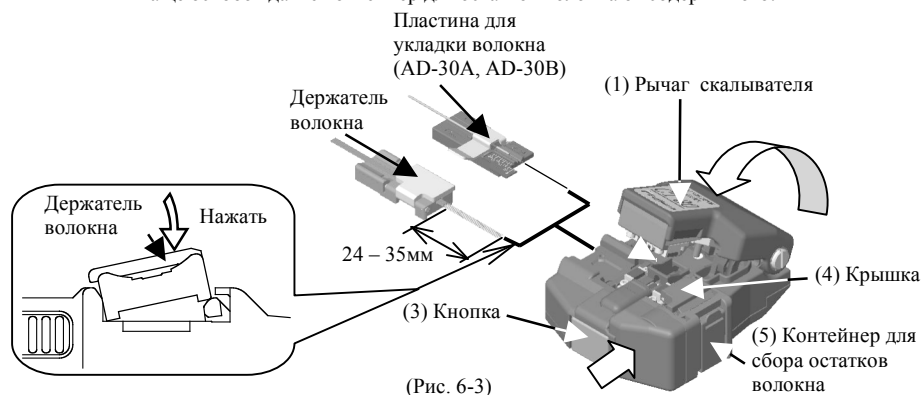 Пластина для
укладки волокна
(AD-30A, AD-30B)
(1) Рычаг скалывателя
Держатель
волокна
Держатель
волокна
Нажать
24 – 35мм
(4) Крышка
(3) Кнопка
(5) Контейнер для
сбора остатков
волокна
(Рис. 6-3)